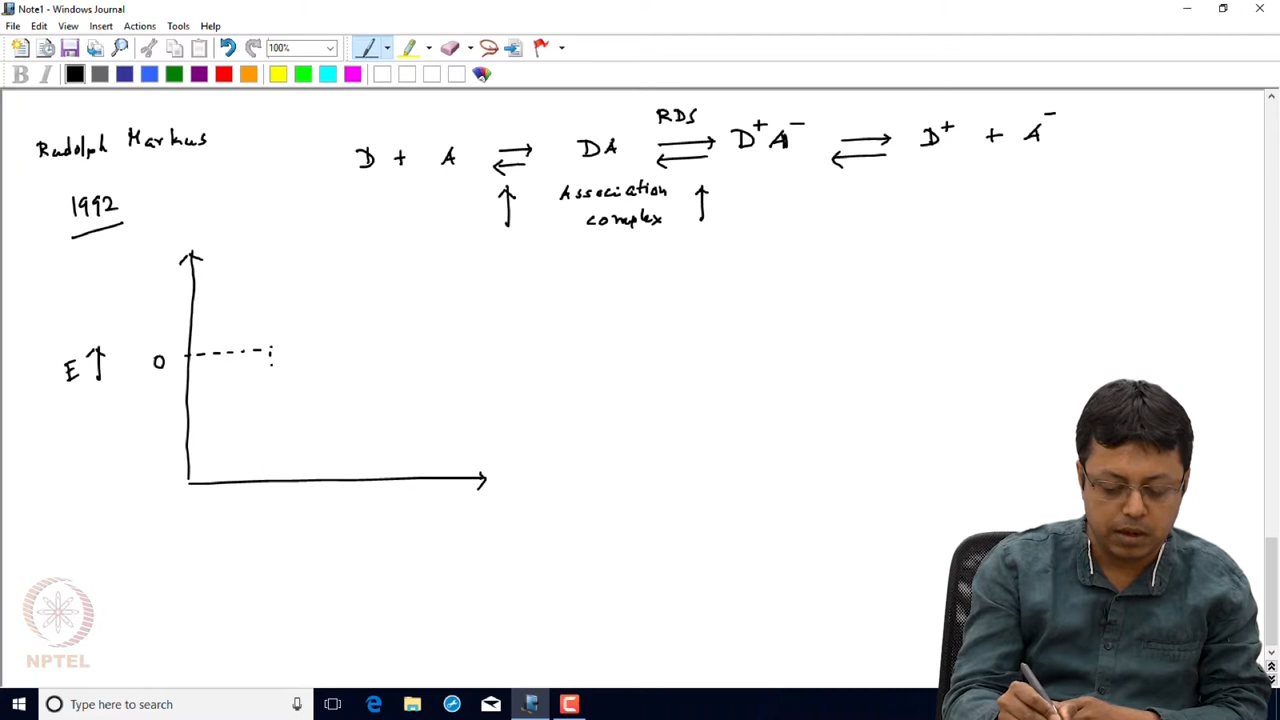 Note1 - Windows Journal
File Edit View Insert Actions Tools Help
100%
B I
Rudolph Markus
1992
RDS
D + A ⇌ DA ⇌ D⁺A⁻ ⇌ D⁺ + A⁻
↑ Association ↑
complex
E ↑ 0
NPTEL
Type here to search